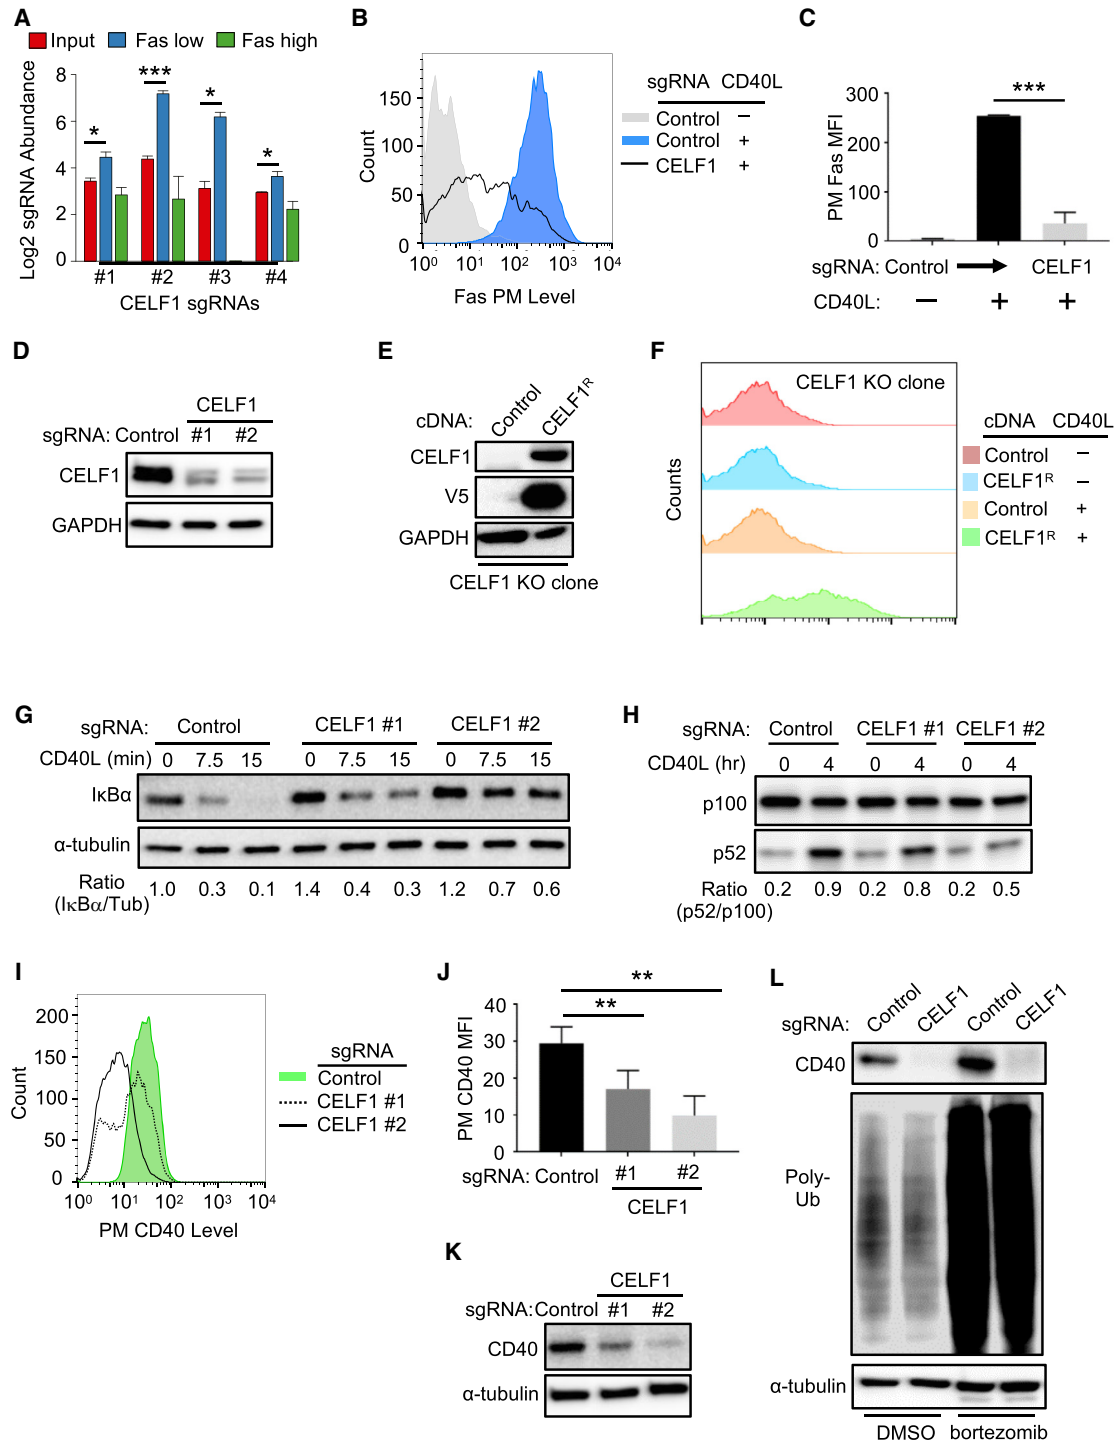 A
Input Fas low Fas high
Log2 sgRNA Abundance
8
6
4
2
0
* *** * *
#1 #2 #3 #4
CELF1 sgRNAs
B
Count
150
100
50
0
10⁰ 10¹ 10² 10³ 10⁴
Fas PM Level
sgRNA CD40L
Control −
Control +
CELF1 +
C
PM Fas MFI
300
200
100
0
***
sgRNA: Control CELF1
CD40L: − + +
D
CELF1
sgRNA: Control #1 #2
CELF1
GAPDH
E
cDNA: Control CELF1ᴿ
CELF1
V5
GAPDH
CELF1 KO clone
F
CELF1 KO clone
Counts
cDNA CD40L
Control −
CELF1ᴿ −
Control +
CELF1ᴿ +
G
sgRNA: Control CELF1 #1 CELF1 #2
CD40L (min) 0 7.5 15 0 7.5 15 0 7.5 15
IκBα
α-tubulin
Ratio 1.0 0.3 0.1 1.4 0.4 0.3 1.2 0.7 0.6
(IκBα/Tub)
H
sgRNA: Control CELF1 #1 CELF1 #2
CD40L (hr) 0 4 0 4 0 4
p100
p52
Ratio 0.2 0.9 0.2 0.8 0.2 0.5
(p52/p100)
I
Count
200
150
100
50
0
10⁰ 10¹ 10² 10³ 10⁴
PM CD40 Level
sgRNA
Control
CELF1 #1
CELF1 #2
J
PM CD40 MFI
40
30
20
10
0
**
**
sgRNA: Control #1 #2
CELF1
K
CELF1
sgRNA: Control #1 #2
CD40
α-tubulin
L
sgRNA: Control CELF1 Control CELF1
CD40
Poly-
Ub
α-tubulin
DMSO bortezomib